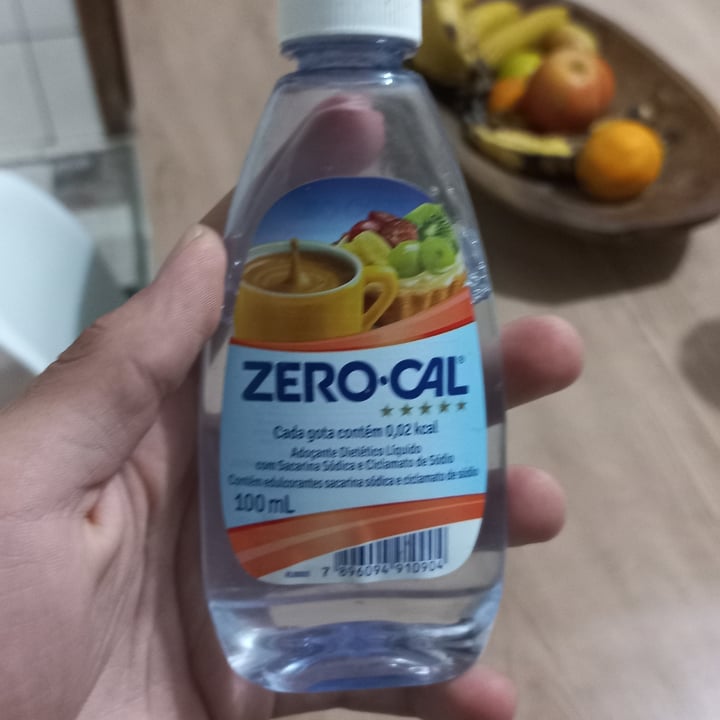 ZERO·CAL®
Cada gota contém 0,02 kcal
Adoçante Dietético Líquido
com Sacarina Sódica e Ciclamato de Sódio
Contém edulcorantes sacarina sódica e ciclamato de sódio
100 mL
7 896094 910904